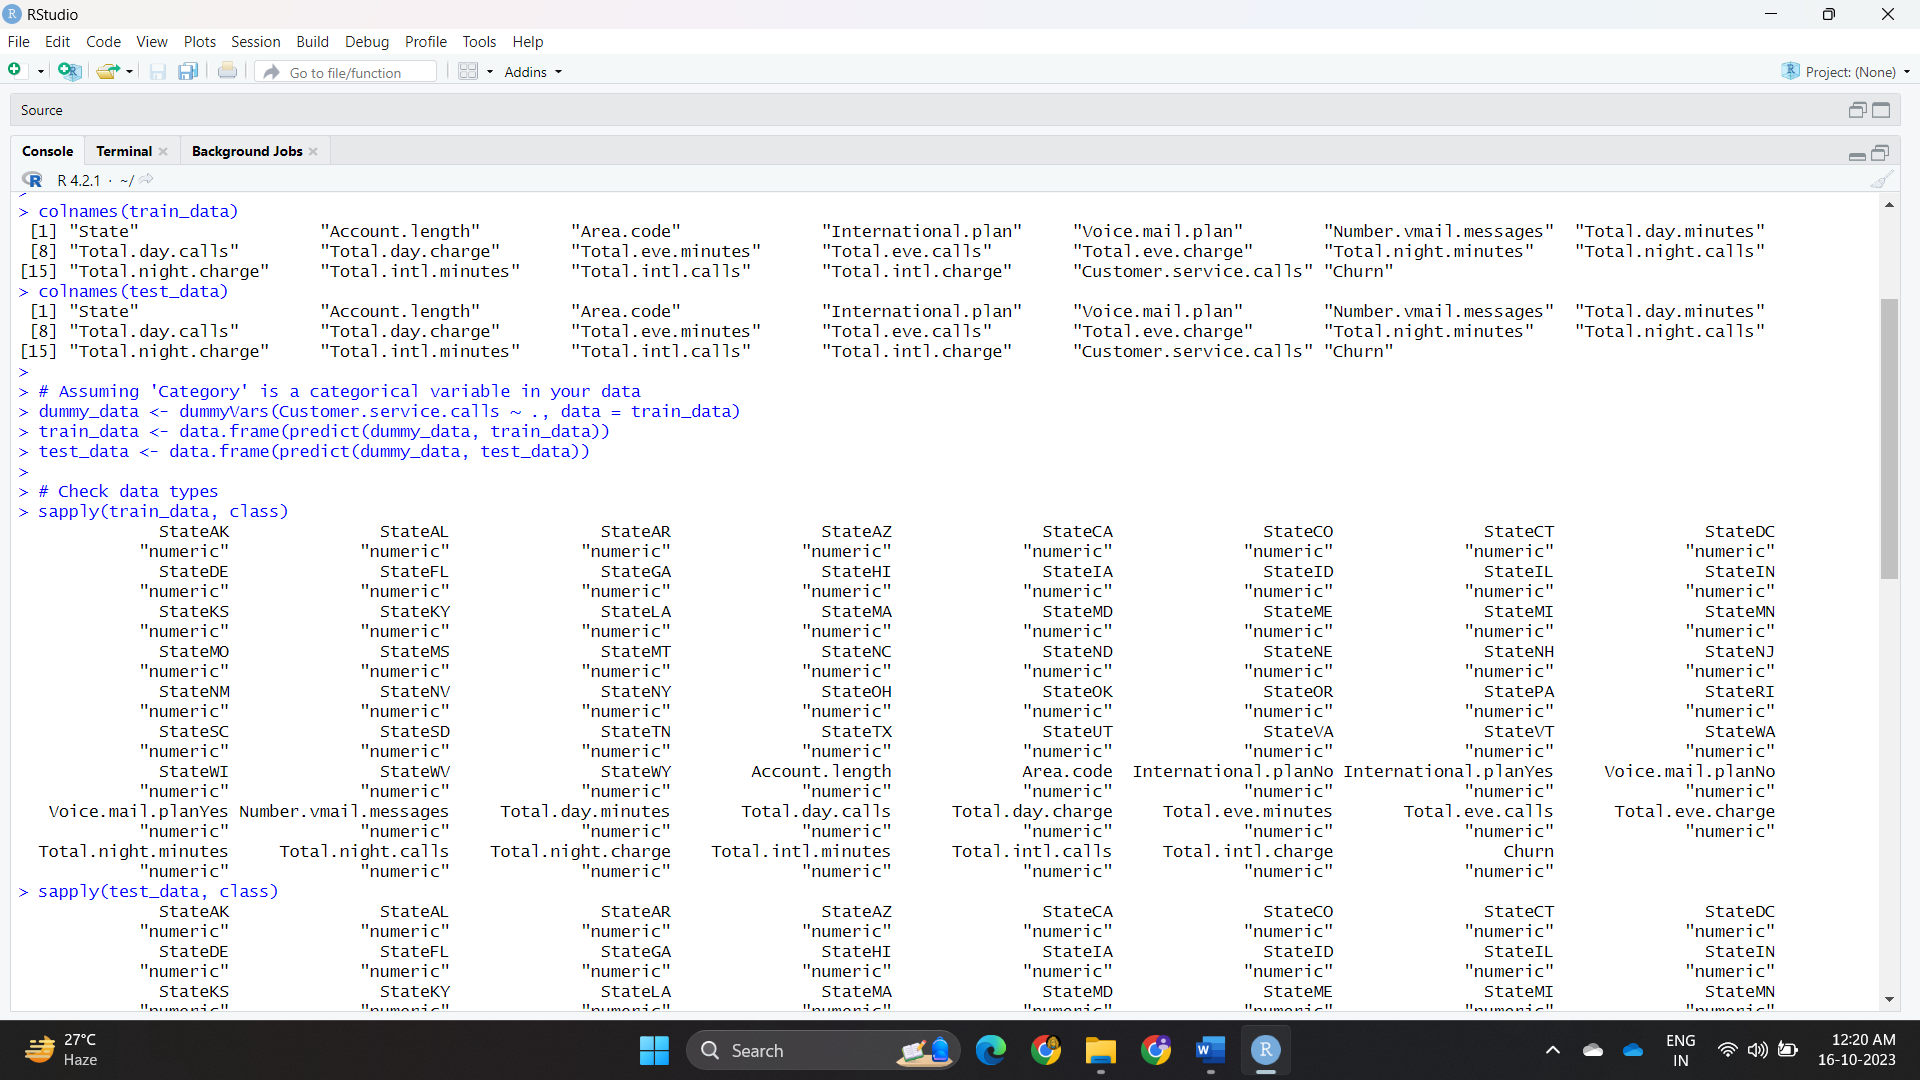 RStudio
File Edit Code View Plots Session Build Debug Profile Tools Help
Go to file/function Addins Project: (None)
Source
Console Terminal Background Jobs
R 4.2.1 · ~/
>
> colnames(train_data)
[1] "State" "Account.length" "Area.code" "International.plan" "Voice.mail.plan" "Number.vmail.messages" "Total.day.minutes"
[8] "Total.day.calls" "Total.day.charge" "Total.eve.minutes" "Total.eve.calls" "Total.eve.charge" "Total.night.minutes" "Total.night.calls"
[15] "Total.night.charge" "Total.intl.minutes" "Total.intl.calls" "Total.intl.charge" "Customer.service.calls" "Churn"
> colnames(test_data)
[1] "State" "Account.length" "Area.code" "International.plan" "Voice.mail.plan" "Number.vmail.messages" "Total.day.minutes"
[8] "Total.day.calls" "Total.day.charge" "Total.eve.minutes" "Total.eve.calls" "Total.eve.charge" "Total.night.minutes" "Total.night.calls"
[15] "Total.night.charge" "Total.intl.minutes" "Total.intl.calls" "Total.intl.charge" "Customer.service.calls" "Churn"
>
> # Assuming 'Category' is a categorical variable in your data
> dummy_data <- dummyVars(Customer.service.calls ~ ., data = train_data)
> train_data <- data.frame(predict(dummy_data, train_data))
> test_data <- data.frame(predict(dummy_data, test_data))
>
> # Check data types
> sapply(train_data, class)
StateAK StateAL StateAR StateAZ StateCA StateCO StateCT StateDC
"numeric" "numeric" "numeric" "numeric" "numeric" "numeric" "numeric" "numeric"
StateDE StateFL StateGA StateHI StateIA StateID StateIL StateIN
"numeric" "numeric" "numeric" "numeric" "numeric" "numeric" "numeric" "numeric"
StateKS StateKY StateLA StateMA StateMD StateME StateMI StateMN
"numeric" "numeric" "numeric" "numeric" "numeric" "numeric" "numeric" "numeric"
StateMO StateMS StateMT StateNC StateND StateNE StateNH StateNJ
"numeric" "numeric" "numeric" "numeric" "numeric" "numeric" "numeric" "numeric"
StateNM StateNV StateNY StateOH StateOK StateOR StatePA StateRI
"numeric" "numeric" "numeric" "numeric" "numeric" "numeric" "numeric" "numeric"
StateSC StateSD StateTN StateTX StateUT StateVA StateVT StateWA
"numeric" "numeric" "numeric" "numeric" "numeric" "numeric" "numeric" "numeric"
StateWI StateWV StateWY Account.length Area.code International.planNo International.planYes Voice.mail.planNo
"numeric" "numeric" "numeric" "numeric" "numeric" "numeric" "numeric" "numeric"
Voice.mail.planYes Number.vmail.messages Total.day.minutes Total.day.calls Total.day.charge Total.eve.minutes Total.eve.calls Total.eve.charge
"numeric" "numeric" "numeric" "numeric" "numeric" "numeric" "numeric" "numeric"
Total.night.minutes Total.night.calls Total.night.charge Total.intl.minutes Total.intl.calls Total.intl.charge Churn
"numeric" "numeric" "numeric" "numeric" "numeric" "numeric" "numeric"
> sapply(test_data, class)
StateAK StateAL StateAR StateAZ StateCA StateCO StateCT StateDC
"numeric" "numeric" "numeric" "numeric" "numeric" "numeric" "numeric" "numeric"
StateDE StateFL StateGA StateHI StateIA StateID StateIL StateIN
"numeric" "numeric" "numeric" "numeric" "numeric" "numeric" "numeric" "numeric"
StateKS StateKY StateLA StateMA StateMD StateME StateMI StateMN
"numeric" "numeric" "numeric" "numeric" "numeric" "numeric" "numeric" "numeric"
27°C
Haze
Search
ENG
IN
12:20 AM
16-10-2023